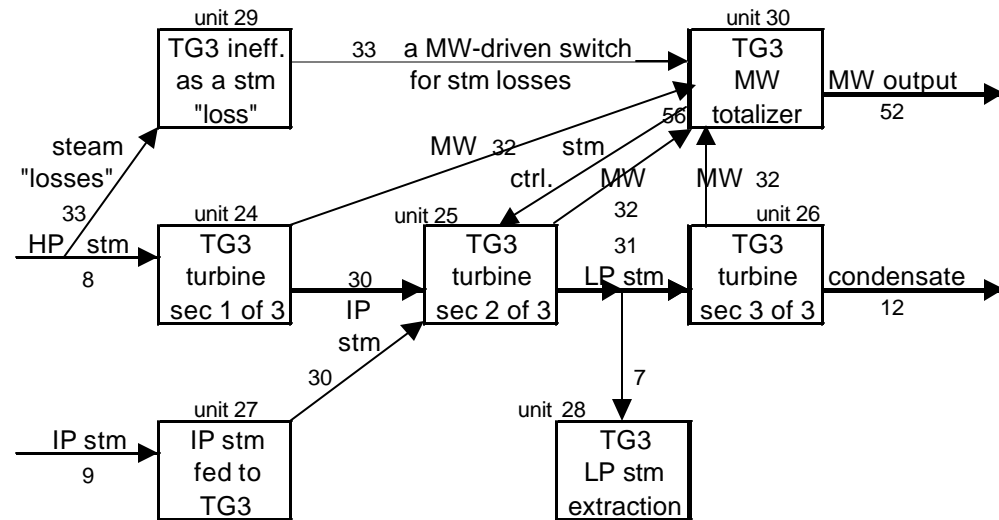 unit 29
TG3 ineff.
as a stm
"loss"
33 a MW-driven switch
for stm losses
unit 30
TG3
MW
totalizer
MW output
52
56
steam
"losses"
33
MW 32
stm
ctrl.
MW
32
MW 32
HP stm
8
unit 24
TG3
turbine
sec 1 of 3
30
IP
stm
30
unit 25
TG3
turbine
sec 2 of 3
31
LP stm
unit 26
TG3
turbine
sec 3 of 3
condensate
12
7
IP stm
9
unit 27
IP stm
fed to
TG3
unit 28
TG3
LP stm
extraction